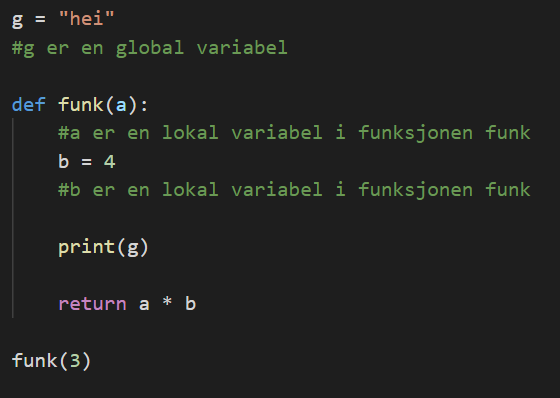 g = "hei"
#g er en global variabel
def funk(a):
#a er en lokal variabel i funksjonen funk
b = 4
#b er en lokal variabel i funksjonen funk
print(g)
return a * b
funk(3)